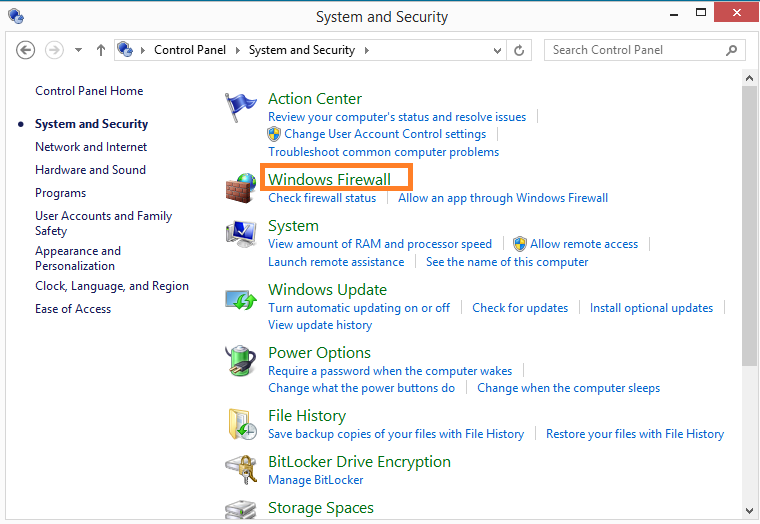 System and Security
Control Panel
System and Security
Search Control Panel
Control Panel Home
System and Security
Network and Internet
Hardware and Sound
Programs
User Accounts and Family
Safety
Appearance and
Personalization
Clock, Language, and Region
Ease of Access
Action Center
Review your computer's status and resolve issues
Change User Account Control settings
Troubleshoot common computer problems
Windows Firewall
Check firewall status Allow an app through Windows Firewall
System
View amount of RAM and processor speed Allow remote access
Launch remote assistance See the name of this computer
Windows Update
Turn automatic updating on or off Check for updates Install optional updates
View update history
Power Options
Require a password when the computer wakes
Change what the power buttons do Change when the computer sleeps
File History
Save backup copies of your files with File History Restore your files with File History
BitLocker Drive Encryption
Manage BitLocker
Storage Spaces